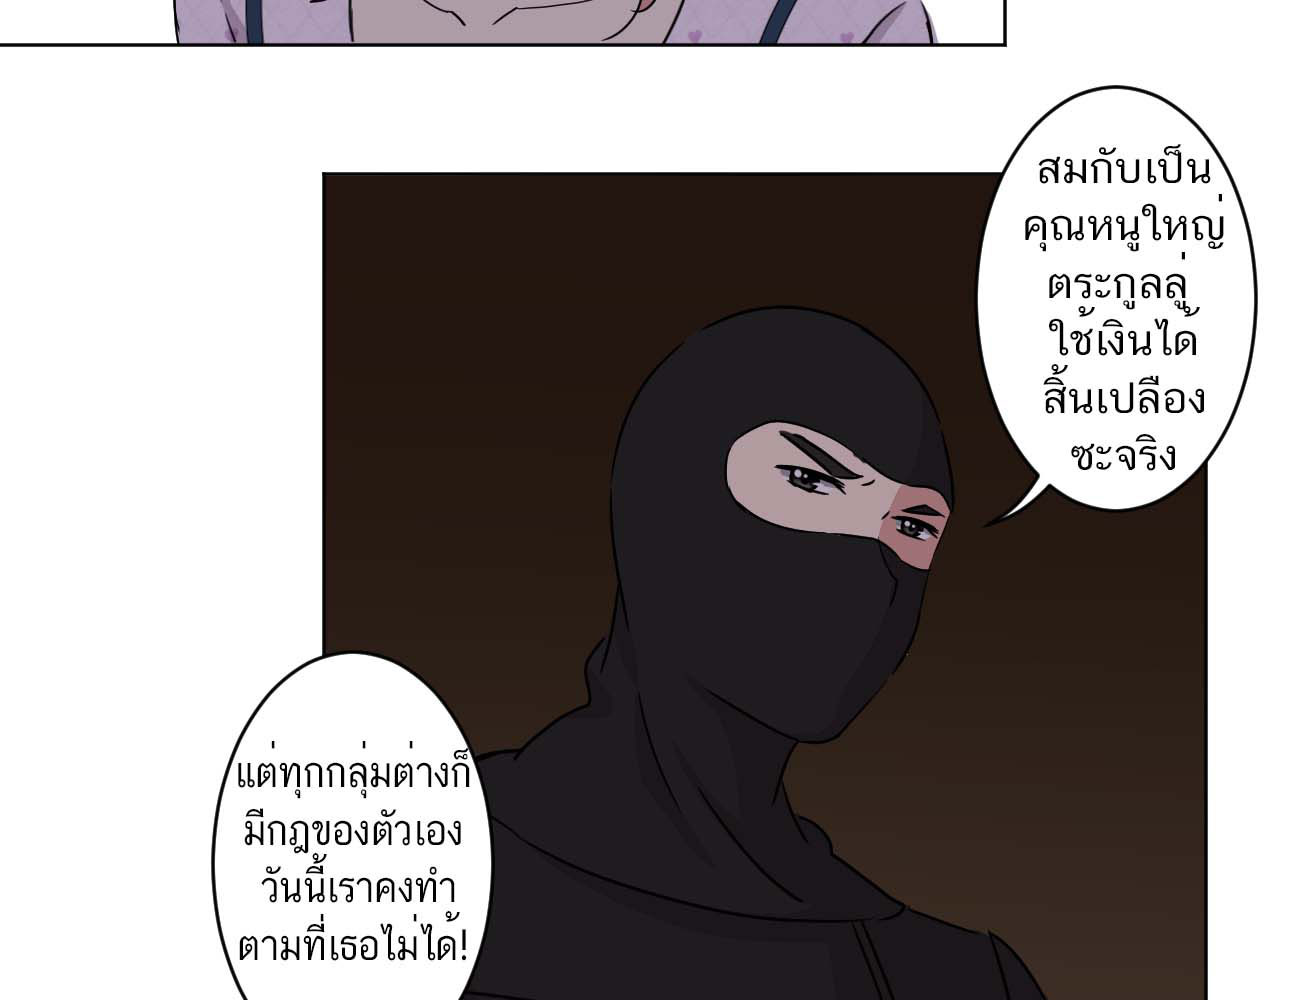 สมกับเป็น
คุณหนูใหญ่
ตระกูลลู่
ใช้เงินได้
สิ้นเปลือง
ซะจริง
แต่ทุกกลุ่มต่างก็
มีกฎของตัวเอง
วันนี้เราคงทำ
ตามที่เธอไม่ได้!